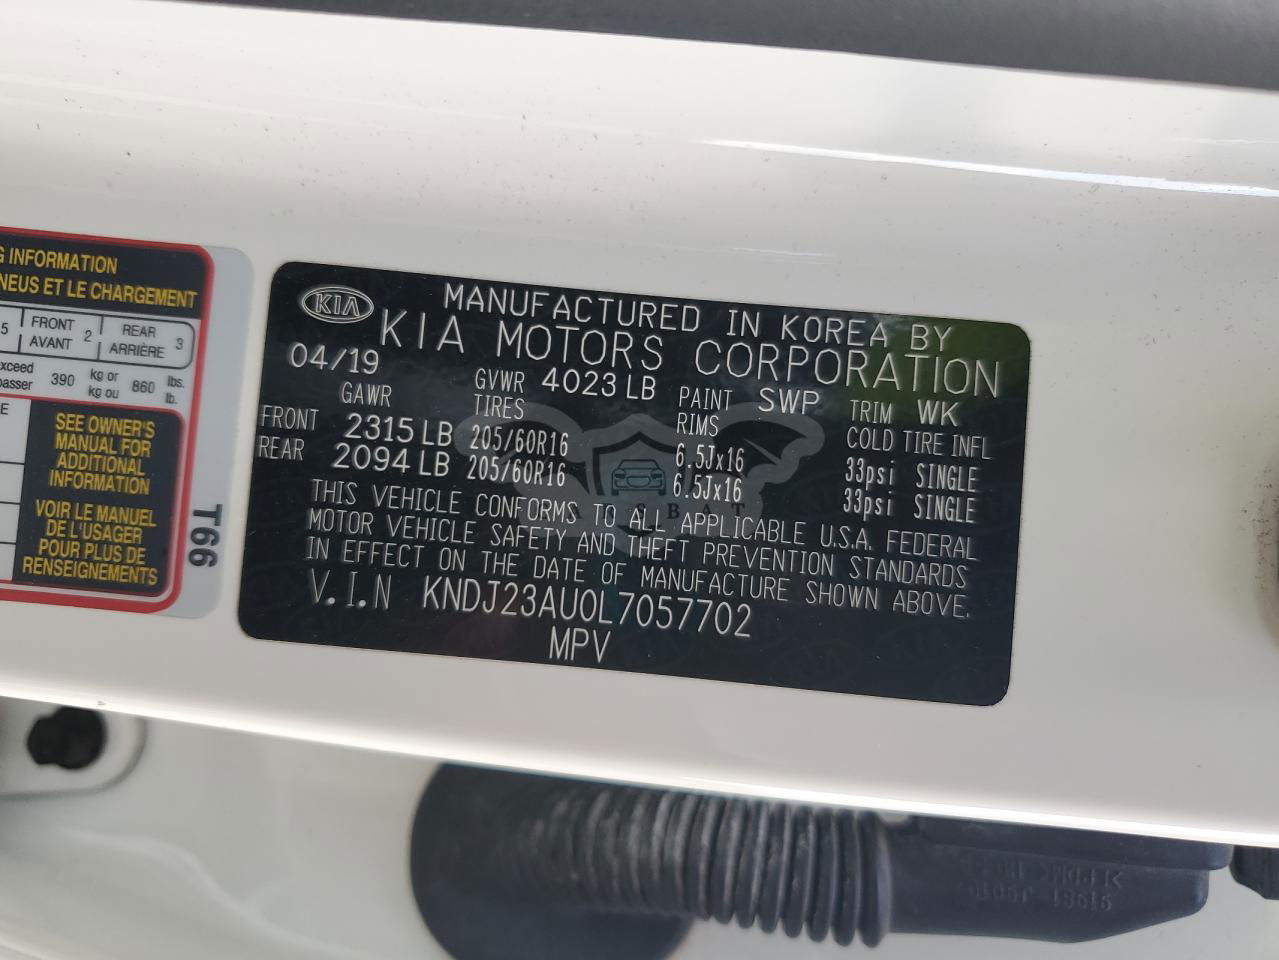 G INFORMATION
NEUS ET LE CHARGEMENT
5 FRONT AVANT 2 REAR ARRIÈRE 3
xceed
passer 390 kg or kg ou 860 lbs. lb.
E
SEE OWNER'S
MANUAL FOR
ADDITIONAL
INFORMATION
VOIR LE MANUEL
DE L'USAGER
POUR PLUS DE
RENSEIGNEMENTS
T66
KIA
MANUFACTURED IN KOREA BY
KIA MOTORS CORPORATION
04/19
GAWR GVWR 4023 LB PAINT SWP TRIM WK
TIRES RIMS COLD TIRE INFL
FRONT 2315 LB 205/60R16 6.5Jx16 33psi SINGLE
REAR 2094 LB 205/60R16 6.5Jx16 33psi SINGLE
THIS VEHICLE CONFORMS TO ALL APPLICABLE U.S.A. FEDERAL
MOTOR VEHICLE SAFETY AND THEFT PREVENTION STANDARDS
IN EFFECT ON THE DATE OF MANUFACTURE SHOWN ABOVE.
V.I.N KNDJ23AU0L7057702
MPV